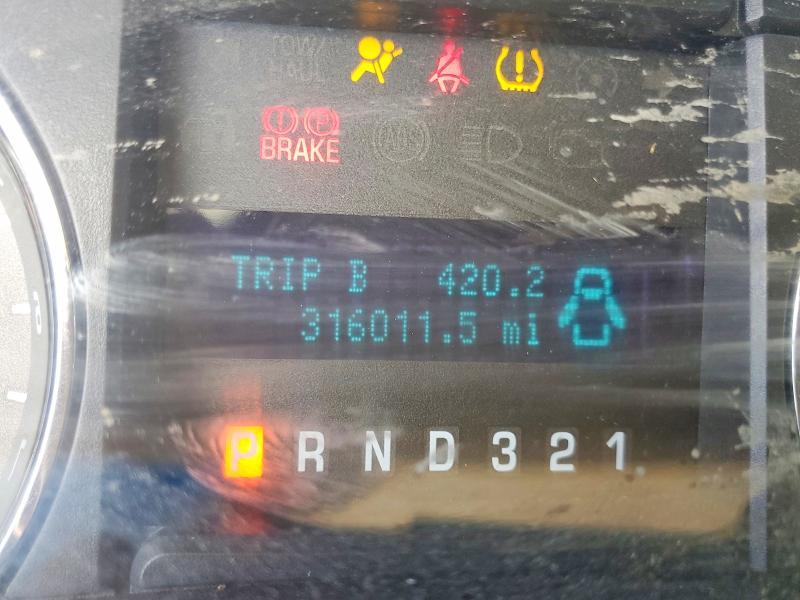 TOW/
HAUL
BRAKE
TRIP B 420.2
316011.5 mi
P R N D 3 2 1